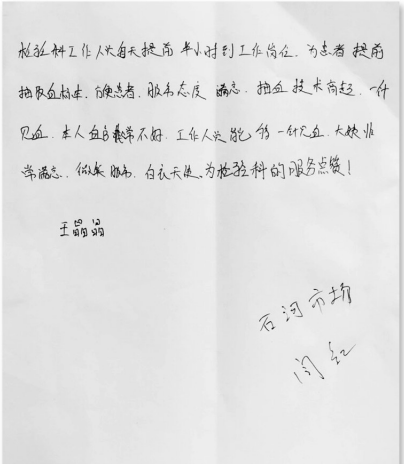 检验科工作人员每天提前半小时到工作岗位，为患者提前
抽取血标本，方便患者，服务态度满意，抽血技术高超，一针
见血，本人血管非常不好，工作人员能够一针见血，大娘非
常满意，微笑服务，白衣天使，为检验科的服务点赞！
王晶晶
石河市场
闫红